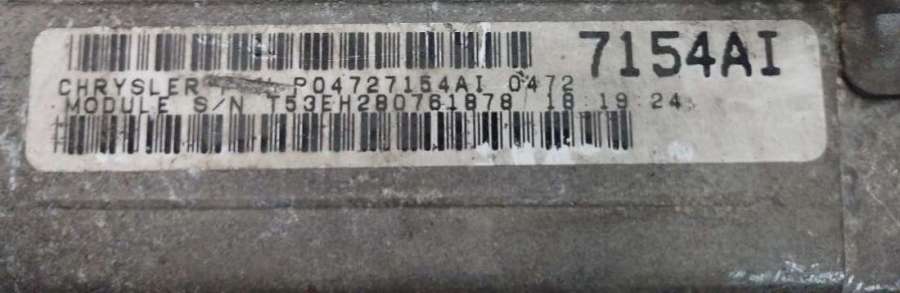 7154AI
CHRYSLER P04727154AI 0472
MODULE S/N T53EH280761878 18 19 24